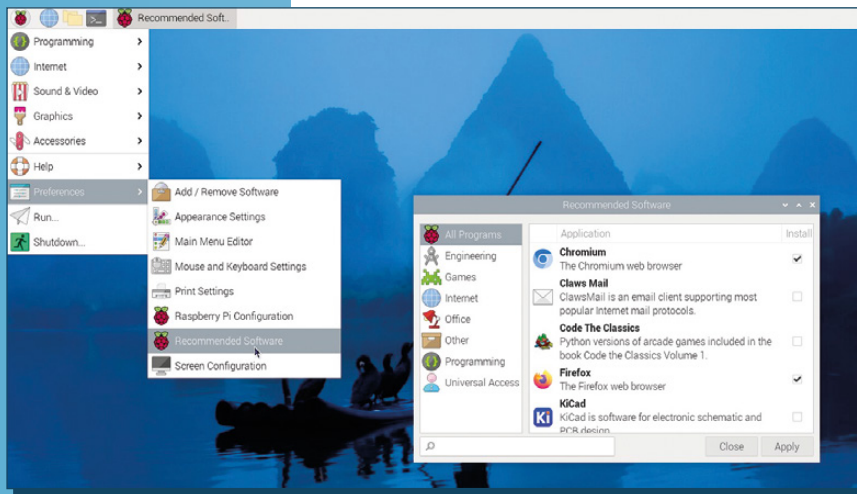 Recommended Soft..
Programming
Internet
Sound & Video
Graphics
Accessories
Help
Preferences
Run...
Shutdown...
Add / Remove Software
Appearance Settings
Main Menu Editor
Mouse and Keyboard Settings
Print Settings
Raspberry Pi Configuration
Recommended Software
Screen Configuration
Recommended Software
All Programs
Engineering
Games
Internet
Office
Other
Programming
Universal Access
Application Install
Chromium
The Chromium web browser
Claws Mail
ClawsMail is an email client supporting most
popular Internet mail protocols.
Code The Classics
Python versions of arcade games included in the
book Code the Classics Volume 1.
Firefox
The Firefox web browser
Ki
KiCad
KiCad is software for electronic schematic and
PCB design
Close Apply